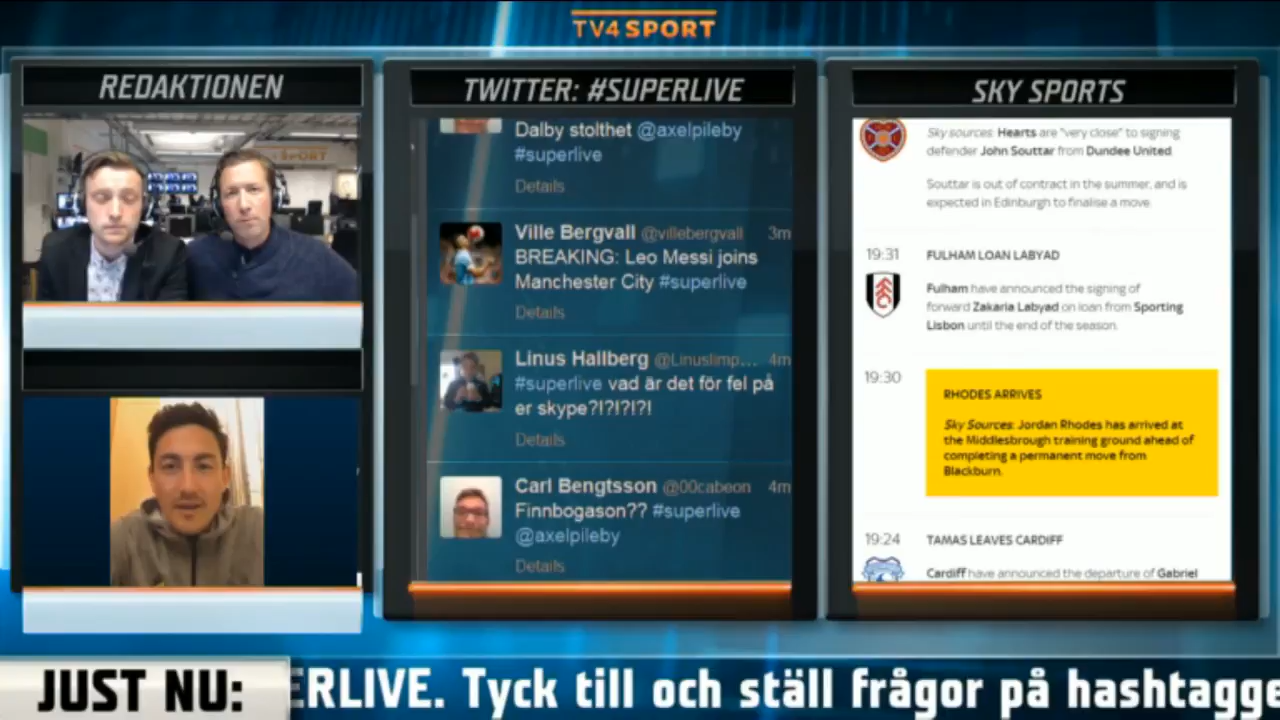 TV4 SPORT
REDAKTIONEN
SPORT
TWITTER: #SUPERLIVE
Dalby stolthet @axelpileby
#superlive
Details
Ville Bergvall @villebergvall 3m
BREAKING: Leo Messi joins
Manchester City #superlive
Details
Linus Hallberg @Linuslimp... 4m
#superlive vad är det för fel på
er skype?!?!?!?!
Details
Carl Bengtsson @00cabeon 4m
Finnbogason?? #superlive
@axelpileby
Details
SKY SPORTS
Sky sources: Hearts are "very close" to signing
defender John Souttar from Dundee United.
Souttar is out of contract in the summer, and is
expected in Edinburgh to finalise a move.
19:31 FULHAM LOAN LABYAD
Fulham have announced the signing of
forward Zakaria Labyad on loan from Sporting
Lisbon until the end of the season.
19:30
RHODES ARRIVES
Sky Sources: Jordan Rhodes has arrived at
the Middlesbrough training ground ahead of
completing a permanent move from
Blackburn.
19:24 TAMAS LEAVES CARDIFF
Cardiff have announced the departure of Gabriel
JUST NU: ERLIVE. Tyck till och ställ frågor på hashtagge